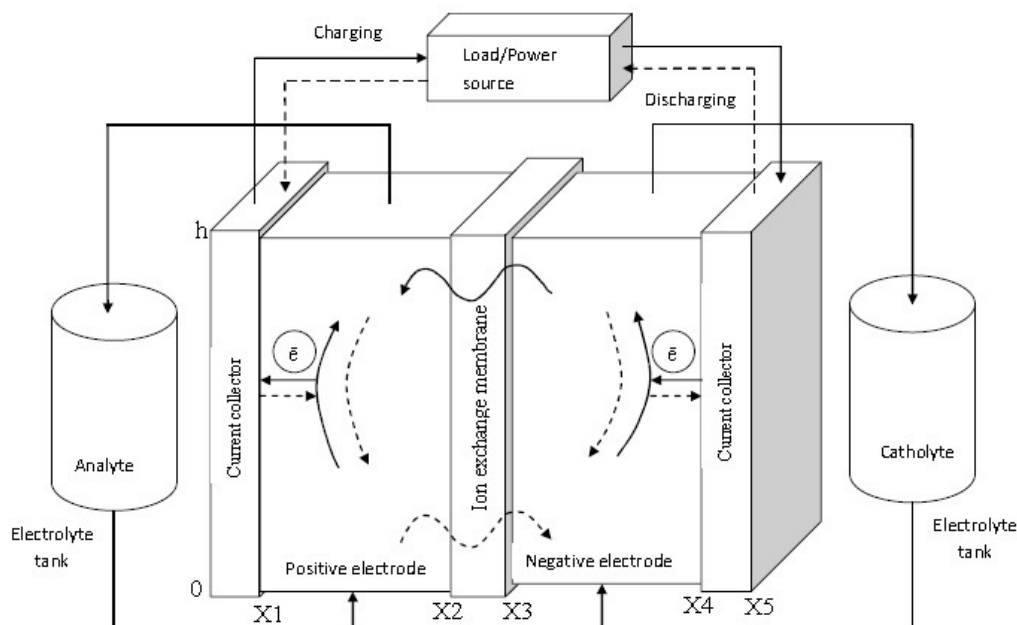 Charging
Load/Power
source
Discharging
h
Current collector
ē
Analyte
Electrolyte
tank
Ion exchange membrane
ē
Current collector
Catholyte
Electrolyte
tank
Positive electrode
Negative electrode
0
X1
X2
X3
X4
X5